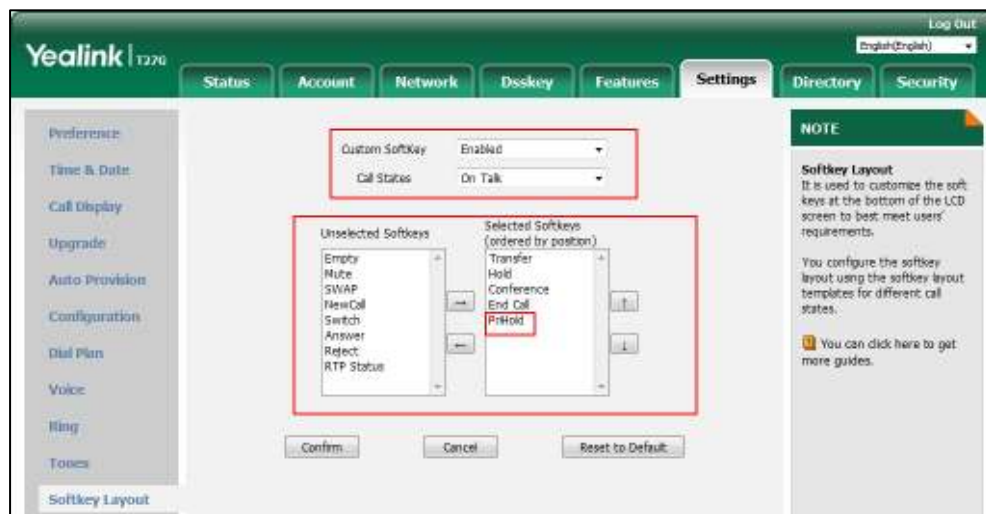 Log Out
English(English)
Yealink T27G
Status Account Network Dsskey Features Settings Directory Security
Preference
Time & Date
Call Display
Upgrade
Auto Provision
Configuration
Dial Plan
Voice
Ring
Tones
Softkey Layout
Custom SoftKey Enabled
Call States On Talk
Unselected Softkeys
Empty
Mute
SWAP
NewCall
Switch
Answer
Reject
RTP Status
→
←
Selected Softkeys
(ordered by position)
Transfer
Hold
Conference
End Call
PriHold
↑
↓
Confirm Cancel Reset to Default
NOTE
Softkey Layout
It is used to customize the soft
keys at the bottom of the LCD
screen to best meet users'
requirements.
You configure the softkey
layout using the softkey layout
templates for different call
states.
You can click here to get
more guides.